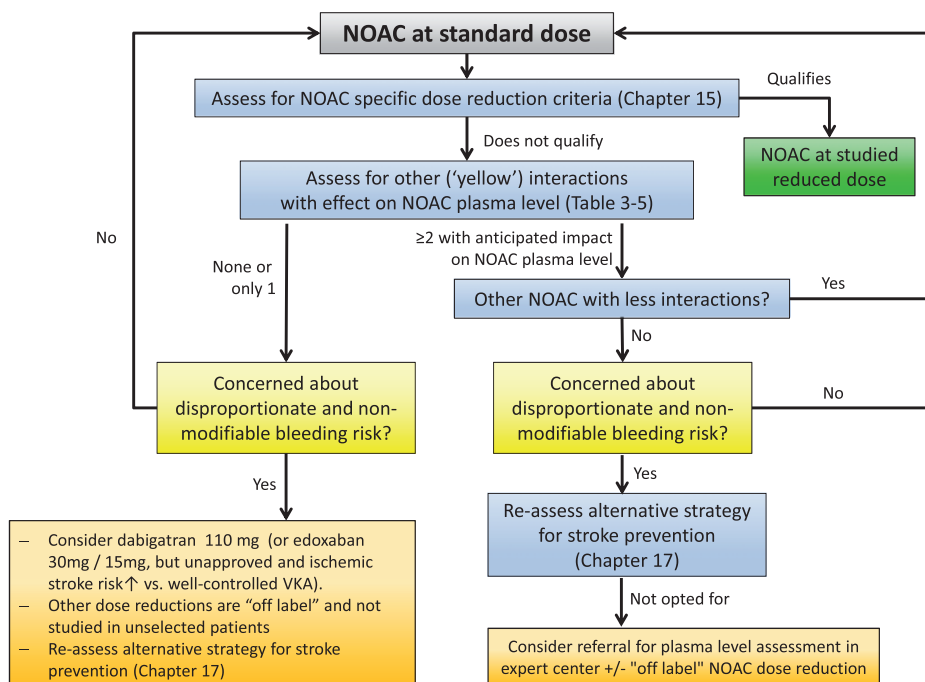 NOAC at standard dose
Assess for NOAC specific dose reduction criteria (Chapter 15)
Qualifies
Does not qualify
NOAC at studied
reduced dose
Assess for other (‘yellow’) interactions
with effect on NOAC plasma level (Table 3-5)
No
None or
only 1
≥2 with anticipated impact
on NOAC plasma level
Other NOAC with less interactions?
Yes
No
Concerned about
disproportionate and non-
modifiable bleeding risk?
Concerned about
disproportionate and non-
modifiable bleeding risk?
No
Yes
Yes
– Consider dabigatran 110 mg (or edoxaban
30mg / 15mg, but unapproved and ischemic
stroke risk↑ vs. well-controlled VKA).
– Other dose reductions are “off label” and not
studied in unselected patients
– Re-assess alternative strategy for stroke
prevention (Chapter 17)
Re-assess alternative strategy
for stroke prevention
(Chapter 17)
Not opted for
Consider referral for plasma level assessment in
expert center +/- "off label" NOAC dose reduction